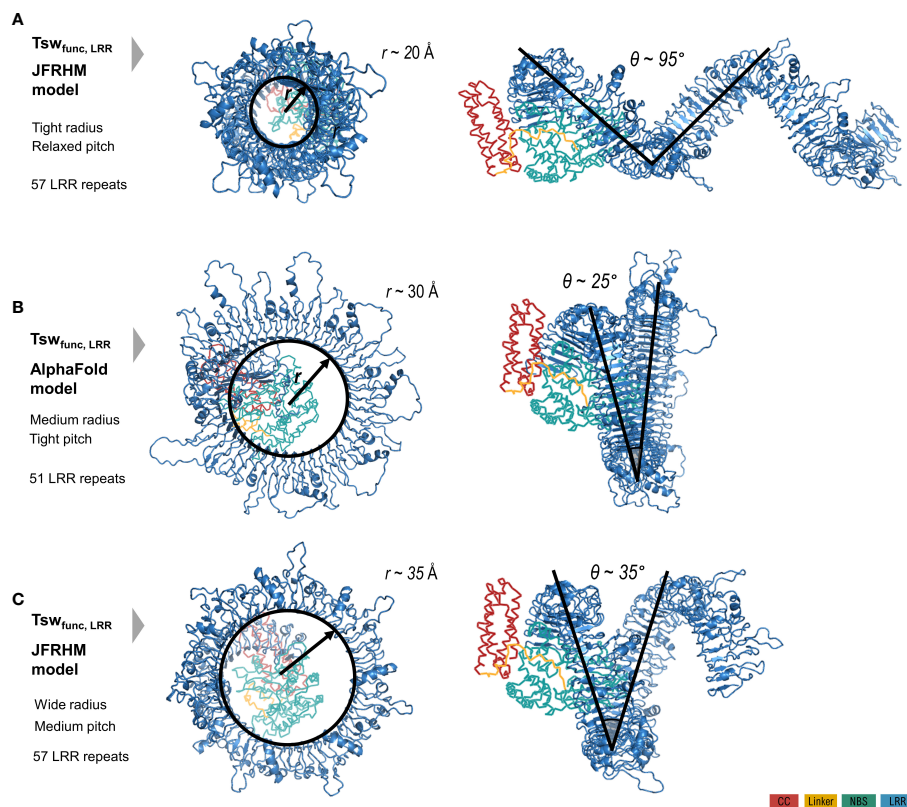 A
Tswfunc, LRR
JFRHM
model
Tight radius
Relaxed pitch
57 LRR repeats
r
r ~ 20 Å
θ ~ 95°
B
Tswfunc, LRR
AlphaFold
model
Medium radius
Tight pitch
51 LRR repeats
r
r ~ 30 Å
θ ~ 25°
C
Tswfunc, LRR
JFRHM
model
Wide radius
Medium pitch
57 LRR repeats
r
r ~ 35 Å
θ ~ 35°
CC Linker NBS LRR